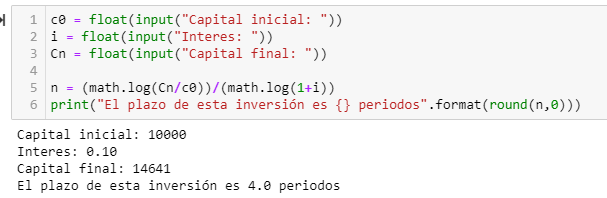 1 c0 = float(input("Capital inicial: "))
2 i = float(input("Interes: "))
3 Cn = float(input("Capital final: "))
4
5 n = (math.log(Cn/c0))/(math.log(1+i))
6 print("El plazo de esta inversión es {} periodos".format(round(n,0)))
Capital inicial: 10000
Interes: 0.10
Capital final: 14641
El plazo de esta inversión es 4.0 periodos